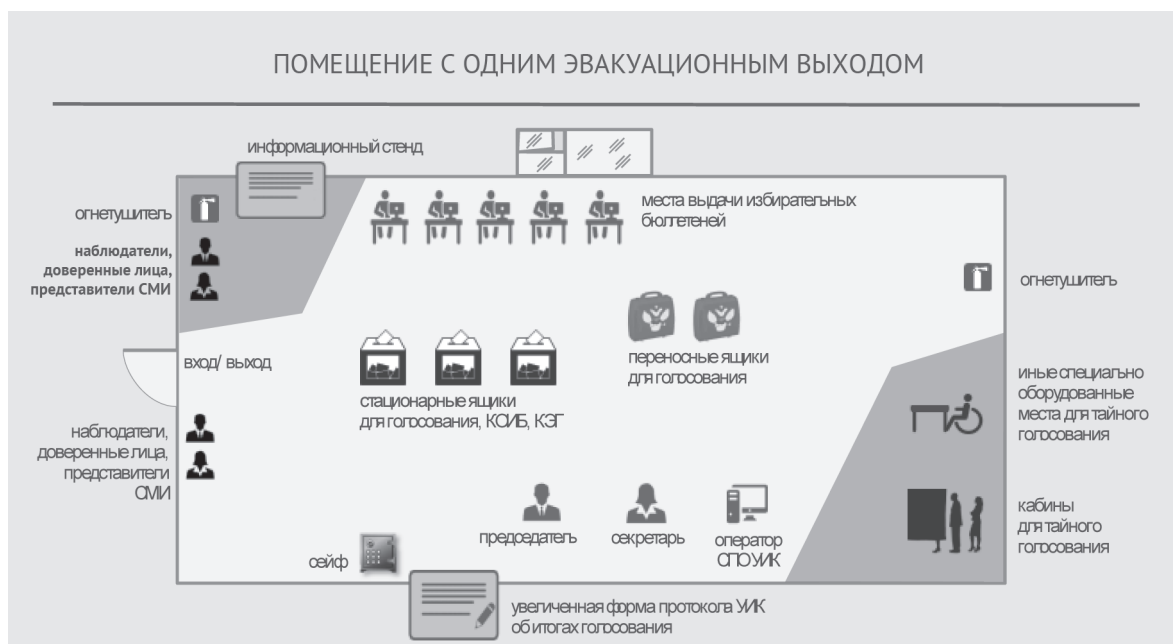 ПОМЕЩЕНИЕ С ОДНИМ ЭВАКУАЦИОННЫМ ВЫХОДОМ
информационный стенд
места выдачи избирательных
бюллетеней
огнетушитель
наблюдатели,
доверенные лица,
представители СМИ
огнетушитель
вход/ выход
переносные ящики
для голосования
стационарные ящики
для голосования, КОИБ, КЭГ
иные специально
оборудованные
места для тайного
голосования
наблюдатели,
доверенные лица,
представители
СМИ
кабины
для тайного
голосования
председатель
секретарь
оператор
СПО УИК
сейф
увеличенная форма протокола УИК
об итогах голосования